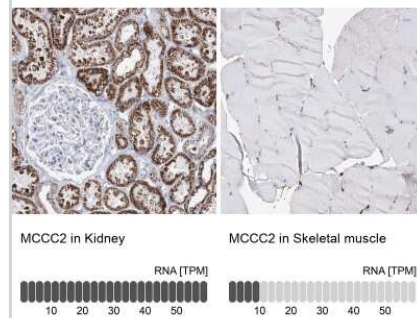 MCCC2 in Kidney
RNA [TPM]
10 20 30 40 50
MCCC2 in Skeletal muscle
RNA [TPM]
10 20 30 40 50